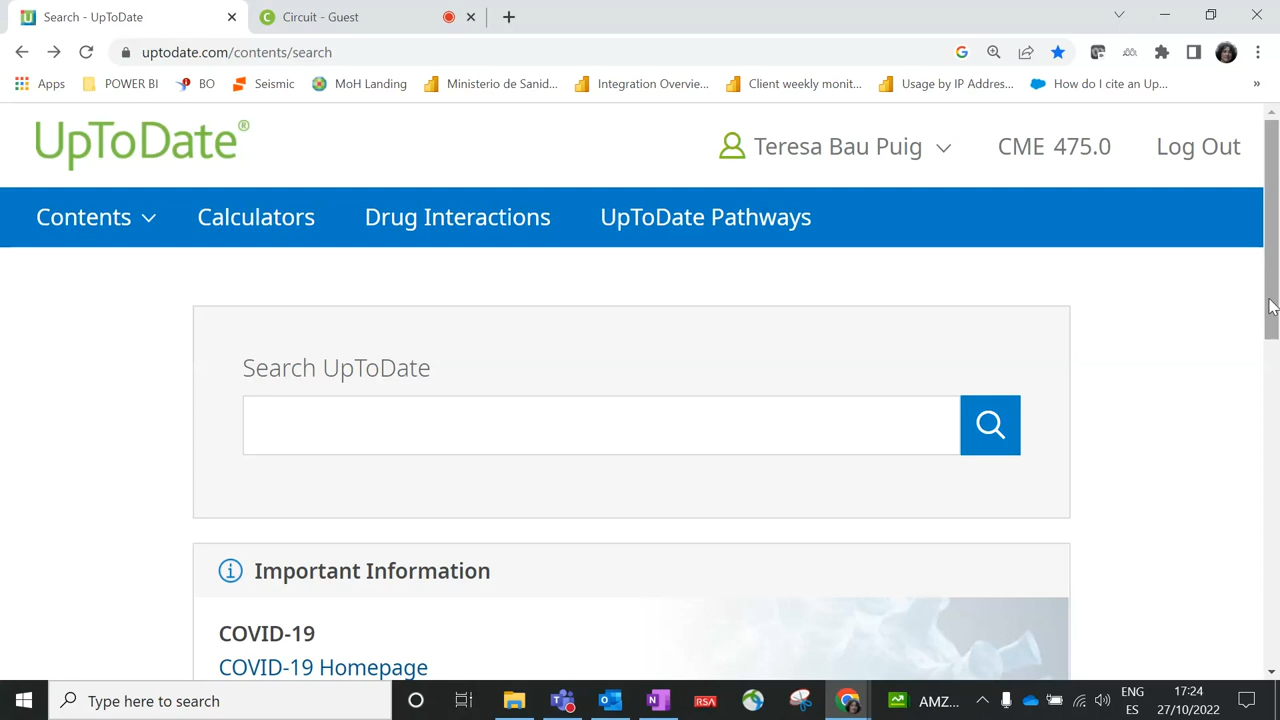 Search - UpToDate
Circuit - Guest
uptodate.com/contents/search
Apps
POWER BI
BO
Seismic
MoH Landing
Ministerio de Sanid...
Integration Overvie...
Client weekly monit...
Usage by IP Addres...
How do I cite an Up...
»
UpToDate®
Teresa Bau Puig
CME 475.0
Log Out
Contents
Calculators
Drug Interactions
UpToDate Pathways
Search UpToDate
Important Information
COVID-19
COVID-19 Homepage
Type here to search
RSA
AMZ...
ENG
ES
17:24
27/10/2022